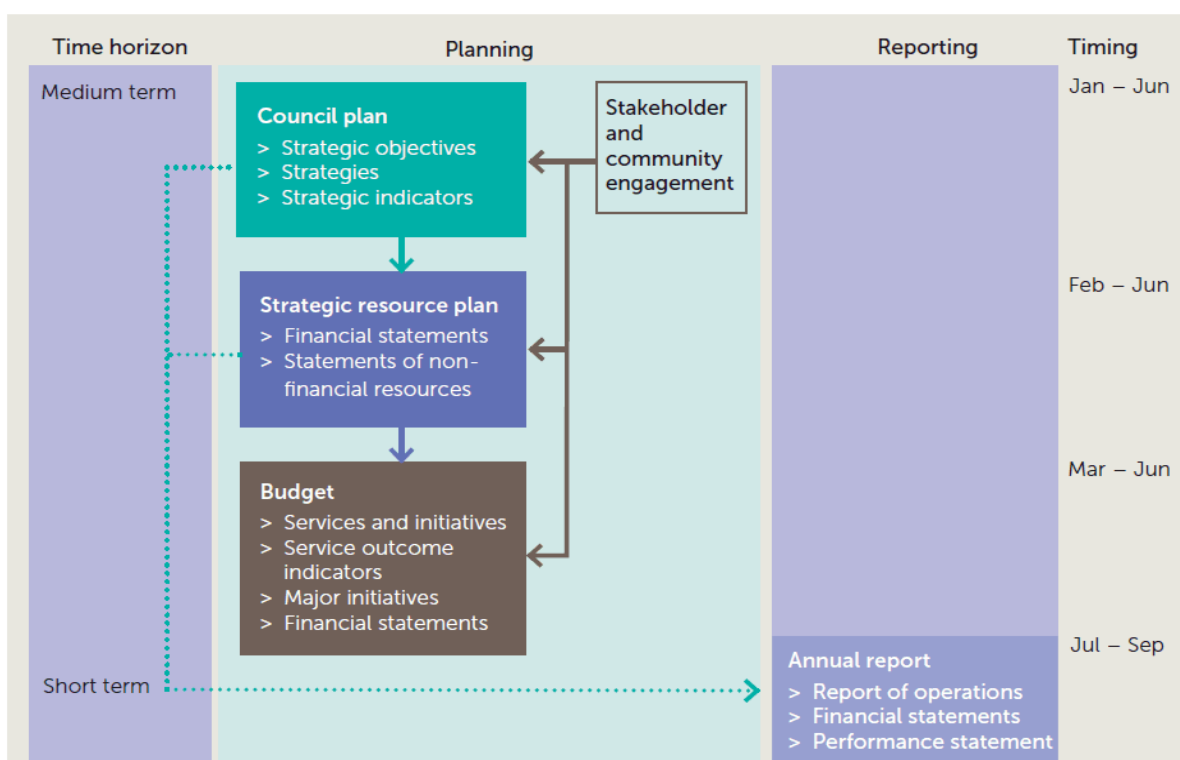 Time horizon
Planning
Reporting
Timing
Medium term
Jan – Jun
Council plan
> Strategic objectives
> Strategies
> Strategic indicators
Stakeholder
and
community
engagement
Feb – Jun
Strategic resource plan
> Financial statements
> Statements of non-
financial resources
Mar – Jun
Budget
> Services and initiatives
> Service outcome
indicators
> Major initiatives
> Financial statements
Jul – Sep
Short term
Annual report
> Report of operations
> Financial statements
> Performance statement